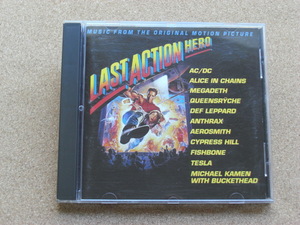 MUSIC FROM THE ORIGINAL MOTION PICTURE
LAST ACTION HERO
AC/DC
ALICE IN CHAINS
MEGADETH
QUEENSRŸCHE
DEF LEPPARD
ANTHRAX
AEROSMITH
CYPRESS HILL
FISHBONE
TESLA
MICHAEL KAMEN
WITH BUCKETHEAD